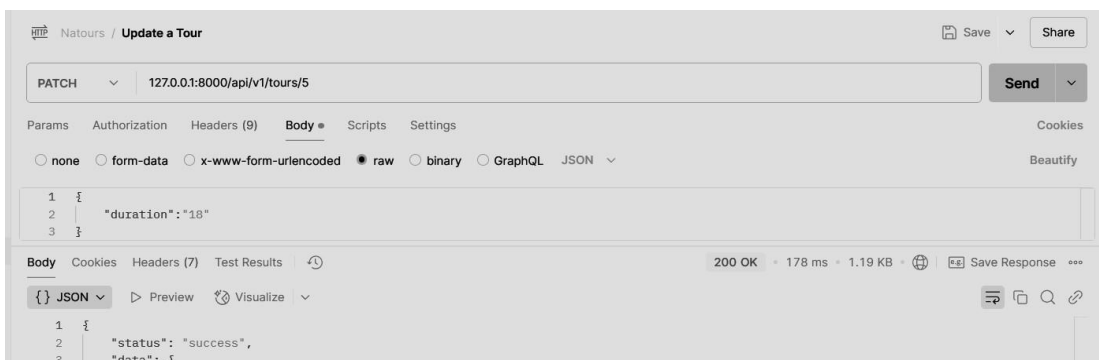 HTTP Natours / Update a Tour Save Share
PATCH 127.0.0.1:8000/api/v1/tours/5 Send
Params Authorization Headers (9) Body Scripts Settings Cookies
none form-data x-www-form-urlencoded raw binary GraphQL JSON Beautify
1 {
2 "duration":"18"
3 }
Body Cookies Headers (7) Test Results 200 OK • 178 ms • 1.19 KB • e.g. Save Response
{} JSON Preview Visualize
1 {
2 "status": "success",
3 "data": {